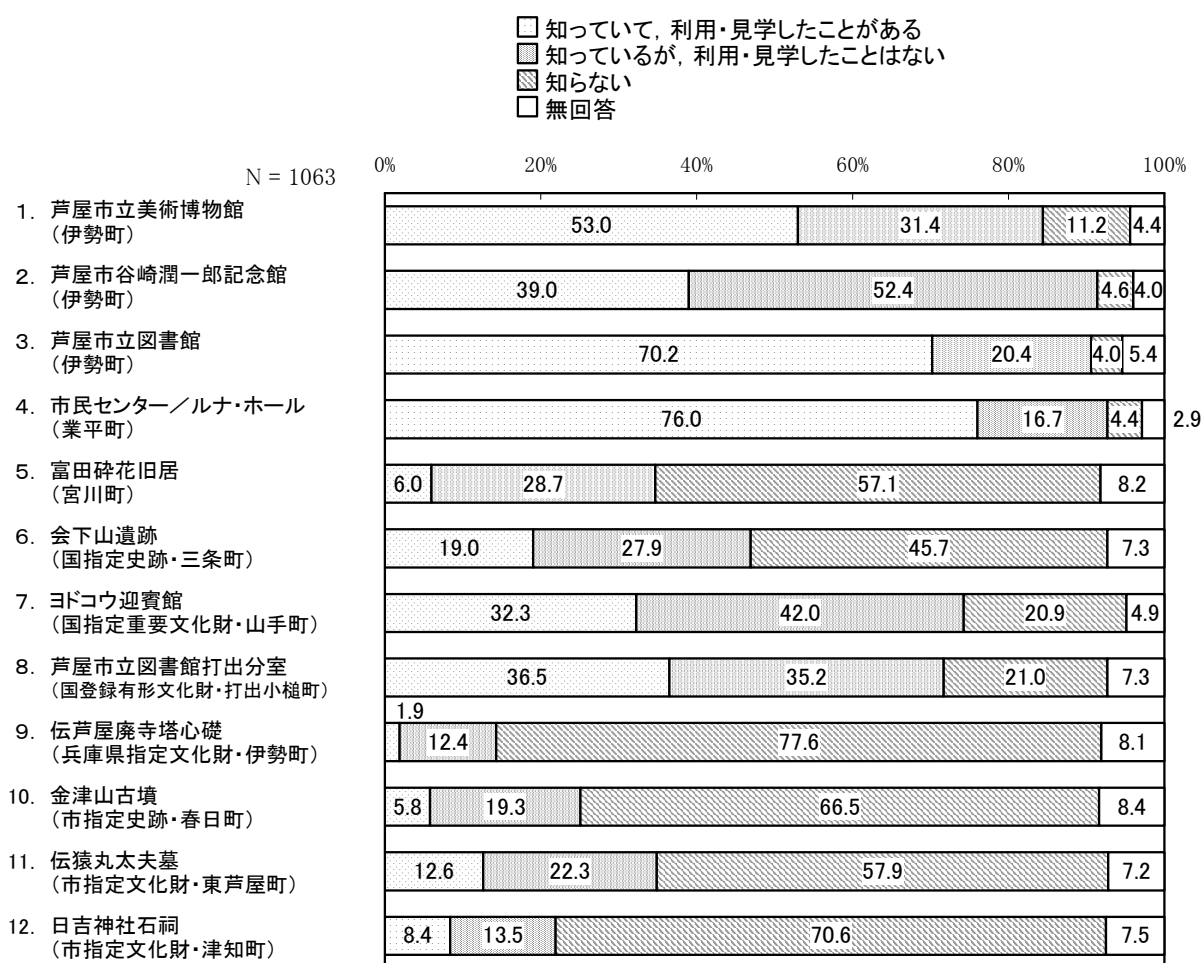 知っていて，利用・見学したことがある
知っているが，利用・見学したことはない
知らない
無回答
N = 1063
0% 20% 40% 60% 80% 100%
1. 芦屋市立美術博物館
（伊勢町）
53.0 31.4 11.2 4.4
2. 芦屋市谷崎潤一郎記念館
（伊勢町）
39.0 52.4 4.6 4.0
3. 芦屋市立図書館
（伊勢町）
70.2 20.4 4.0 5.4
4. 市民センター／ルナ・ホール
（業平町）
76.0 16.7 4.4 2.9
5. 富田砕花旧居
（宮川町）
6.0 28.7 57.1 8.2
6. 会下山遺跡
（国指定史跡・三条町）
19.0 27.9 45.7 7.3
7. ヨドコウ迎賓館
（国指定重要文化財・山手町）
32.3 42.0 20.9 4.9
8. 芦屋市立図書館打出分室
（国登録有形文化財・打出小槌町）
36.5 35.2 21.0 7.3
9. 伝芦屋廃寺塔心礎
（兵庫県指定文化財・伊勢町）
1.9 12.4 77.6 8.1
10. 金津山古墳
（市指定史跡・春日町）
5.8 19.3 66.5 8.4
11. 伝猿丸太夫墓
（市指定文化財・東芦屋町）
12.6 22.3 57.9 7.2
12. 日吉神社石祠
（市指定文化財・津知町）
8.4 13.5 70.6 7.5